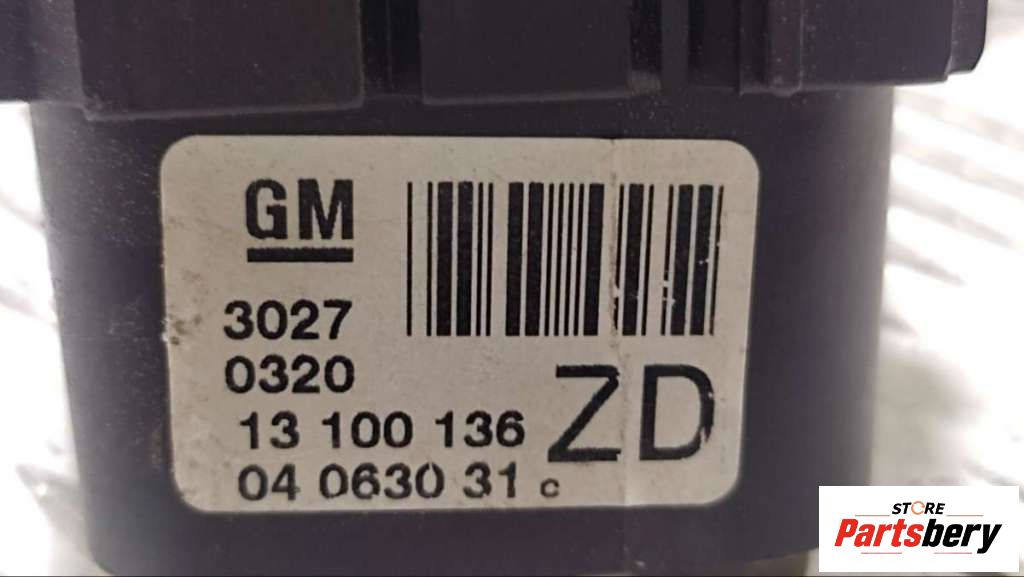 GM
3027
0320
13 100 136
04 0630 31 c
ZD
STORE
Partsbery